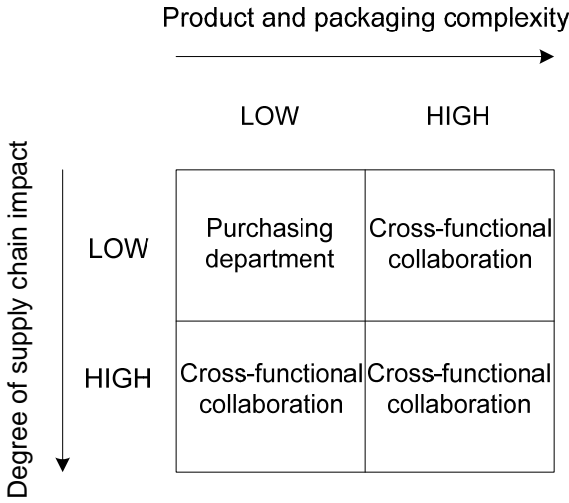 Product and packaging complexity
LOW
HIGH
Degree of supply chain impact
LOW
Purchasing
department
Cross-functional
collaboration
HIGH
Cross-functional
collaboration
Cross-functional
collaboration